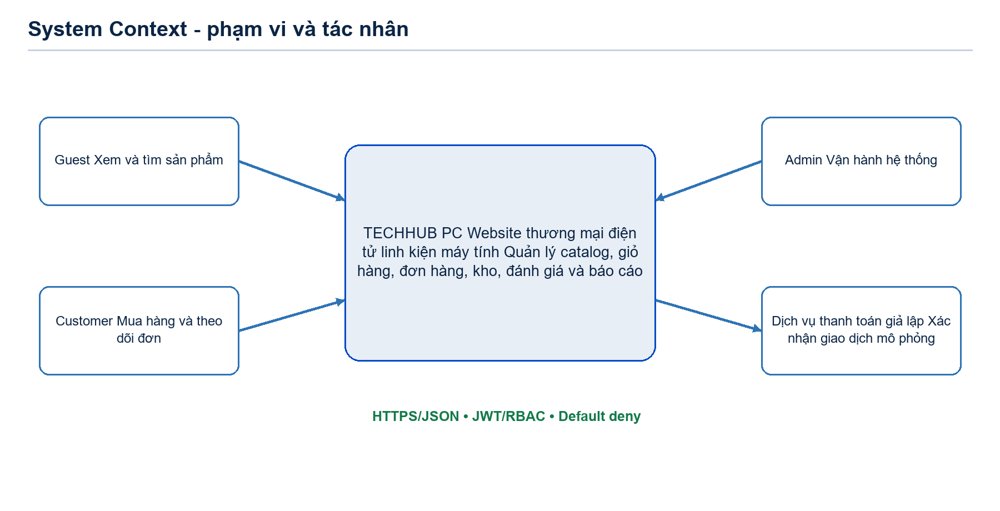 System Context - phạm vi và tác nhân
Guest Xem và tìm sản phẩm
Admin Vận hành hệ thống
TECHHUB PC Website thương mại điện
tử linh kiện máy tính Quản lý catalog, giỏ
hàng, đơn hàng, kho, đánh giá và báo cáo
Customer Mua hàng và theo
dõi đơn
Dịch vụ thanh toán giả lập Xác
nhận giao dịch mô phỏng
HTTPS/JSON • JWT/RBAC • Default deny